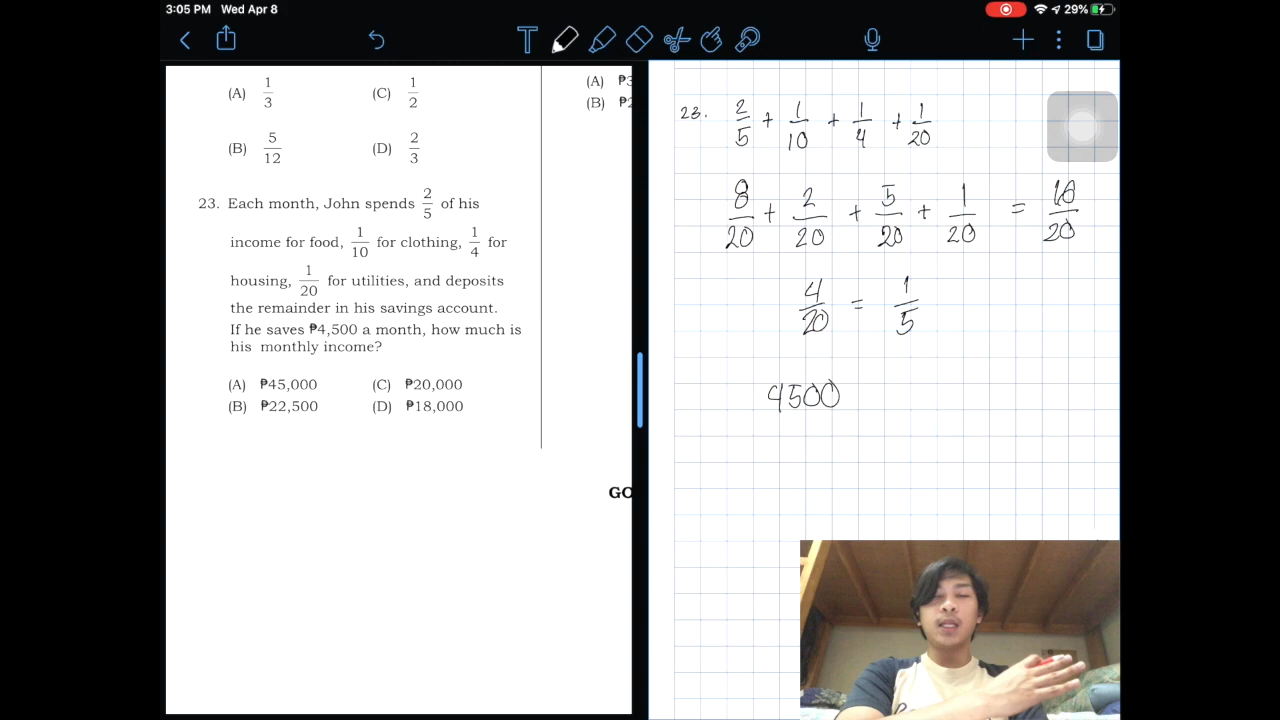 3:05 PM Wed Apr 8
29%
T
(A) 1/3 (C) 1/2
(B) 5/12 (D) 2/3
23. Each month, John spends 2/5 of his
income for food, 1/10 for clothing, 1/4 for
housing, 1/20 for utilities, and deposits
the remainder in his savings account.
If he saves ₱4,500 a month, how much is
his monthly income?
(A) ₱45,000 (C) ₱20,000
(B) ₱22,500 (D) ₱18,000
(A) ₱3
(B) ₱2
GO
23. 2/5 + 1/10 + 1/4 + 1/20
8/20 + 2/20 + 5/20 + 1/20 = 16/20
4/20 = 1/5
4500